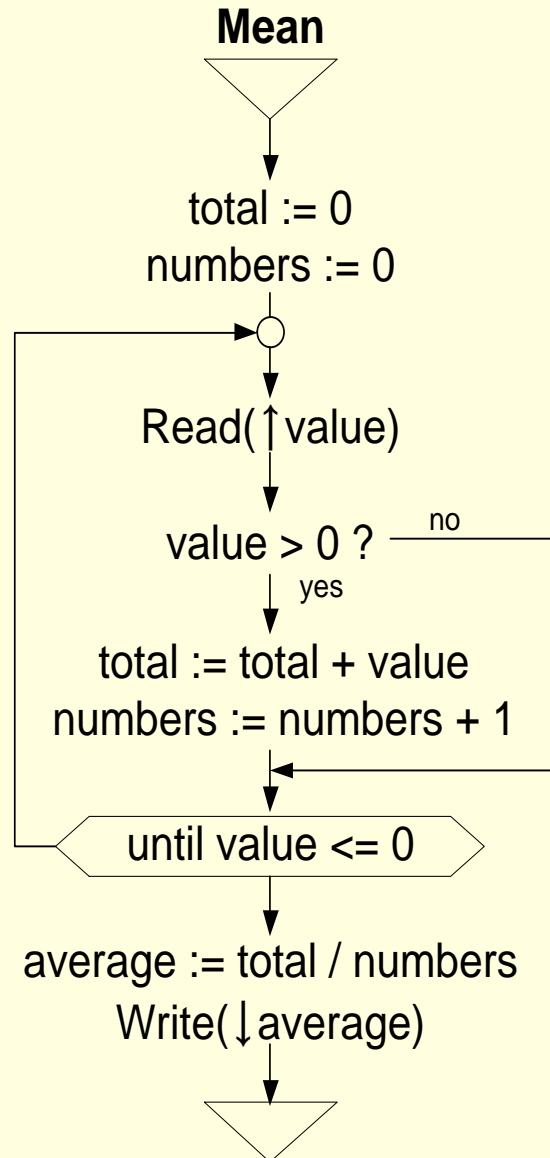 Mean
total := 0
numbers := 0
Read(↑value)
value > 0 ?
no
yes
total := total + value
numbers := numbers + 1
until value <= 0
average := total / numbers
Write(↓average)